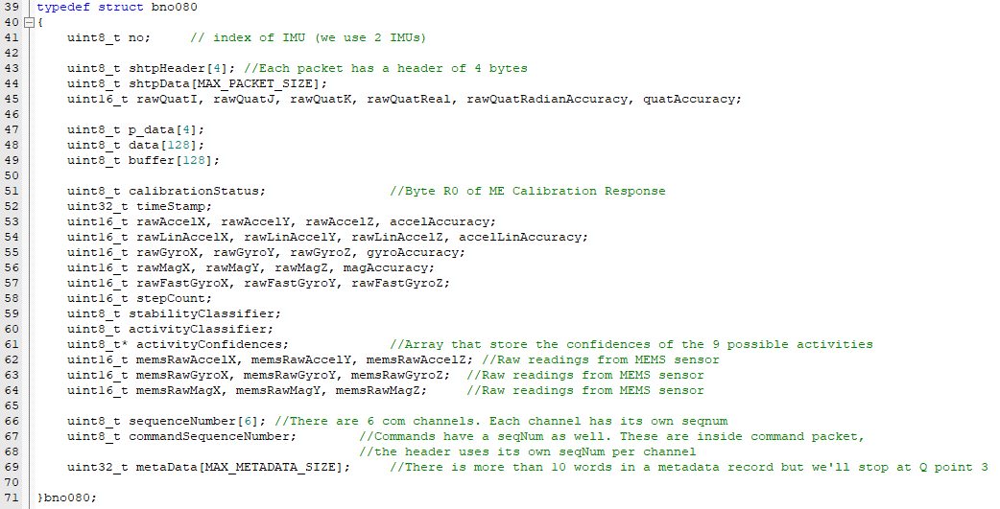 39 typedef struct bno080
40 {
41 uint8_t no; // index of IMU (we use 2 IMUs)
42
43 uint8_t shtpHeader[4]; //Each packet has a header of 4 bytes
44 uint8_t shtpData[MAX_PACKET_SIZE];
45 uint16_t rawQuatI, rawQuatJ, rawQuatK, rawQuatReal, rawQuatRadianAccuracy, quatAccuracy;
46
47 uint8_t p_data[4];
48 uint8_t data[128];
49 uint8_t buffer[128];
50
51 uint8_t calibrationStatus; //Byte R0 of ME Calibration Response
52 uint32_t timeStamp;
53 uint16_t rawAccelX, rawAccelY, rawAccelZ, accelAccuracy;
54 uint16_t rawLinAccelX, rawLinAccelY, rawLinAccelZ, accelLinAccuracy;
55 uint16_t rawGyroX, rawGyroY, rawGyroZ, gyroAccuracy;
56 uint16_t rawMagX, rawMagY, rawMagZ, magAccuracy;
57 uint16_t rawFastGyroX, rawFastGyroY, rawFastGyroZ;
58 uint16_t stepCount;
59 uint8_t stabilityClassifier;
60 uint8_t activityClassifier;
61 uint8_t* activityConfidences; //Array that store the confidences of the 9 possible activities
62 uint16_t memsRawAccelX, memsRawAccelY, memsRawAccelZ; //Raw readings from MEMS sensor
63 uint16_t memsRawGyroX, memsRawGyroY, memsRawGyroZ; //Raw readings from MEMS sensor
64 uint16_t memsRawMagX, memsRawMagY, memsRawMagZ; //Raw readings from MEMS sensor
65
66 uint8_t sequenceNumber[6]; //There are 6 com channels. Each channel has its own seqnum
67 uint8_t commandSequenceNumber; //Commands have a seqNum as well. These are inside command packet,
68 //the header uses its own seqNum per channel
69 uint32_t metaData[MAX_METADATA_SIZE]; //There is more than 10 words in a metadata record but we'll stop at Q point 3
70
71 }bno080;